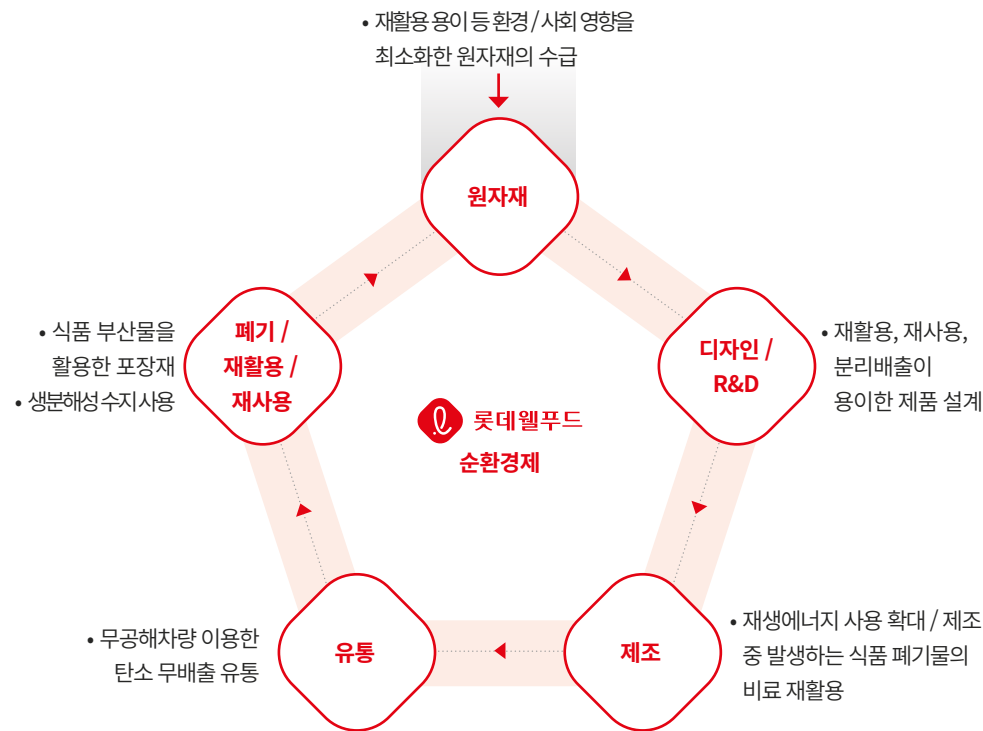 • 재활용 용이 등 환경 / 사회 영향을
최소화한 원자재의 수급
원자재
디자인 /
R&D
• 재활용, 재사용,
분리배출이
용이한 제품 설계
제조
• 재생에너지 사용 확대 / 제조
중 발생하는 식품 폐기물의
비료 재활용
유통
• 무공해차량 이용한
탄소 무배출 유통
폐기 /
재활용 /
재사용
• 식품 부산물을
활용한 포장재
• 생분해성 수지 사용
롯데웰푸드
순환경제